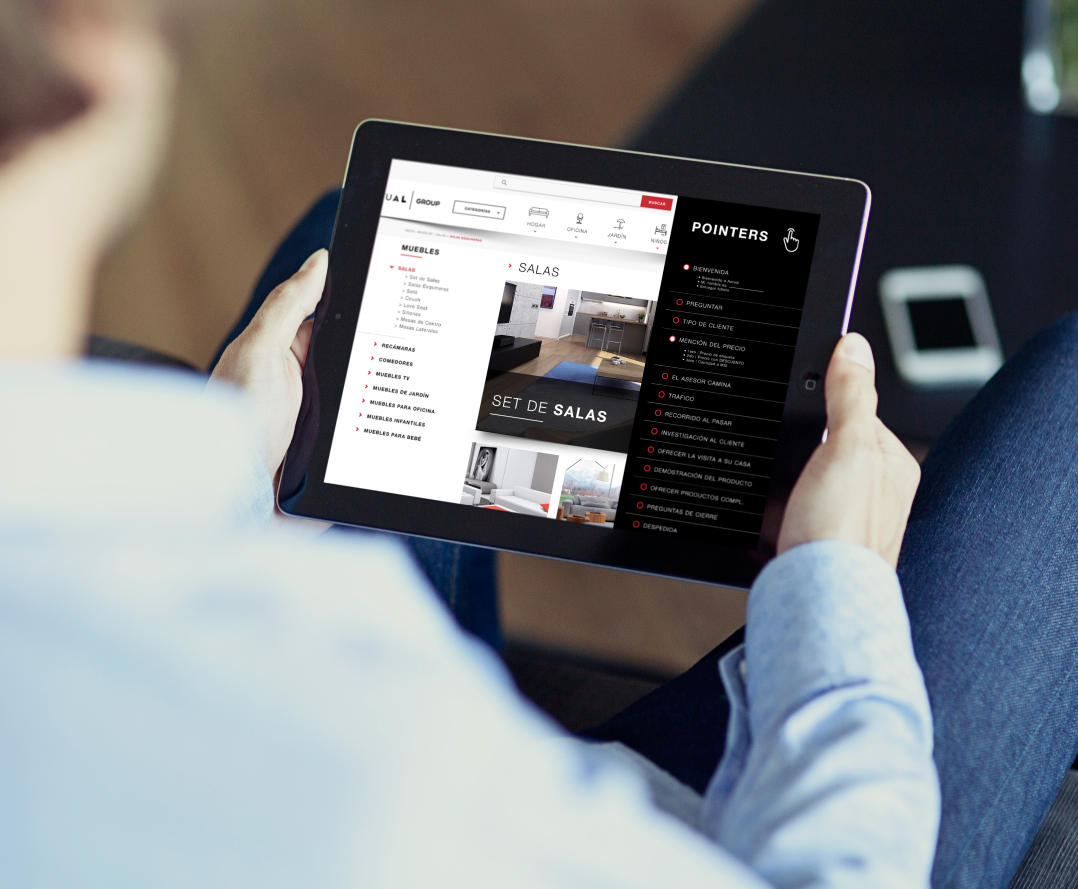 BUSCAR
UAL GROUP
CATEGORÍAS
HOGAR
OFICINA
JARDÍN
NIÑOS
MUEBLES
SALAS
> Set de Salas
> Salas Esquineras
> Sofá
> Couch
> Love Seat
> Sillones
> Mesas de Centro
> Mesas Laterales
RECÁMARAS
COMEDORES
MUEBLES TV
MUEBLES DE JARDÍN
MUEBLES PARA OFICINA
MUEBLES INFANTILES
MUEBLES PARA BEBÉ
SALAS
SET DE SALAS
POINTERS
BIENVENIDA
PREGUNTAR
TIPO DE CLIENTE
MENCIÓN DEL PRECIO
EL ASESOR CAMINA
TRÁFICO
RECORRIDO AL PASAR
INVESTIGACIÓN AL CLIENTE
OFRECER LA VISITA A SU CASA
DEMOSTRACIÓN DEL PRODUCTO
OFRECER PRODUCTOS COMPL.
PREGUNTAS DE CIERRE
DESPEDIDA